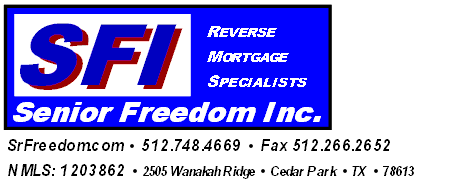 SFI
REVERSE
MORTGAGE
SPECIALISTS
Senior Freedom Inc.
SrFreedom.com • 512.748.4669 • Fax 512.266.2652
NMLS: 1203862 • 2505 Wanakah Ridge • Cedar Park • TX • 78613